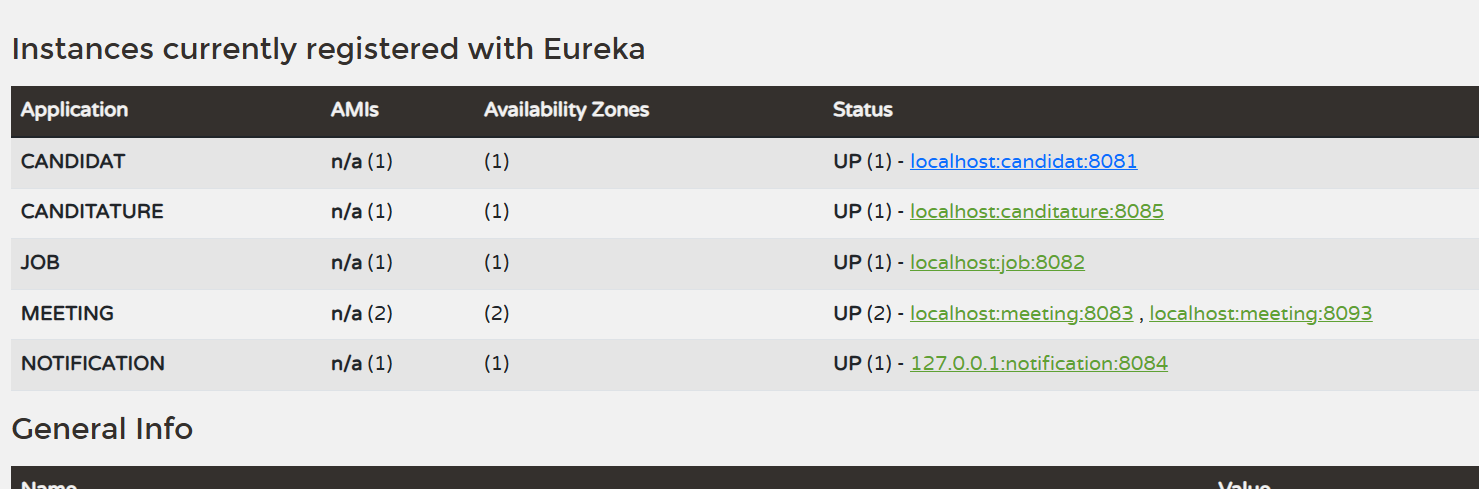 Instances currently registered with Eureka
Application AMIs Availability Zones Status
CANDIDAT n/a (1) (1) UP (1) - localhost:candidat:8081
CANDITATURE n/a (1) (1) UP (1) - localhost:canditature:8085
JOB n/a (1) (1) UP (1) - localhost:job:8082
MEETING n/a (2) (2) UP (2) - localhost:meeting:8083 , localhost:meeting:8093
NOTIFICATION n/a (1) (1) UP (1) - 127.0.0.1:notification:8084
General Info
Name Value